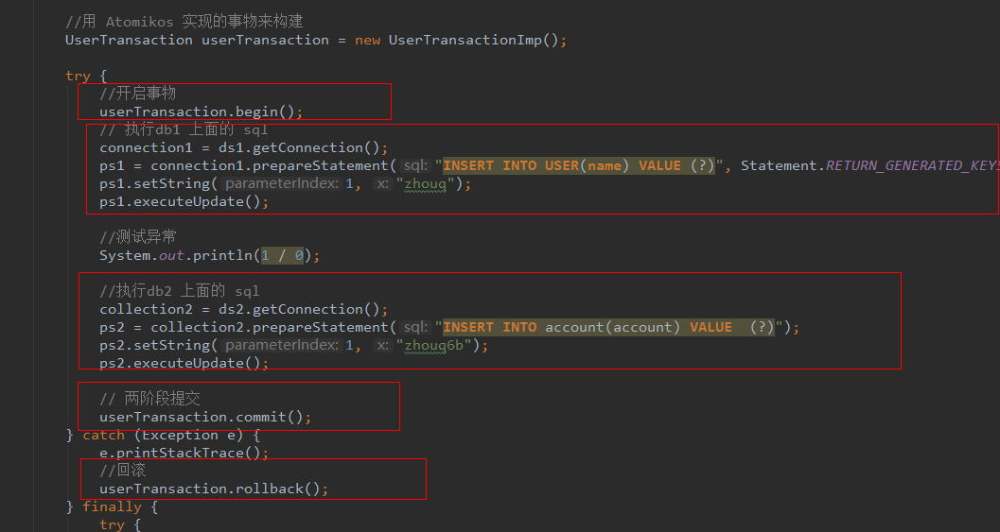 //用 Atomikos 实现的事物来构建
UserTransaction userTransaction = new UserTransactionImp();
try {
//开启事物
userTransaction.begin();
// 执行db1 上面的 sql
connection1 = ds1.getConnection();
ps1 = connection1.prepareStatement( sql: "INSERT INTO USER(name) VALUE (?)", Statement.RETURN_GENERATED_KEYS
ps1.setString( parameterIndex: 1, x: "zhouq");
ps1.executeUpdate();
//测试异常
System.out.println(1 / 0);
//执行db2 上面的 sql
collection2 = ds2.getConnection();
ps2 = collection2.prepareStatement( sql: "INSERT INTO account(account) VALUE  (?)");
ps2.setString( parameterIndex: 1, x: "zhouq6b");
ps2.executeUpdate();
// 两阶段提交
userTransaction.commit();
} catch (Exception e) {
e.printStackTrace();
//回滚
userTransaction.rollback();
} finally {
try {